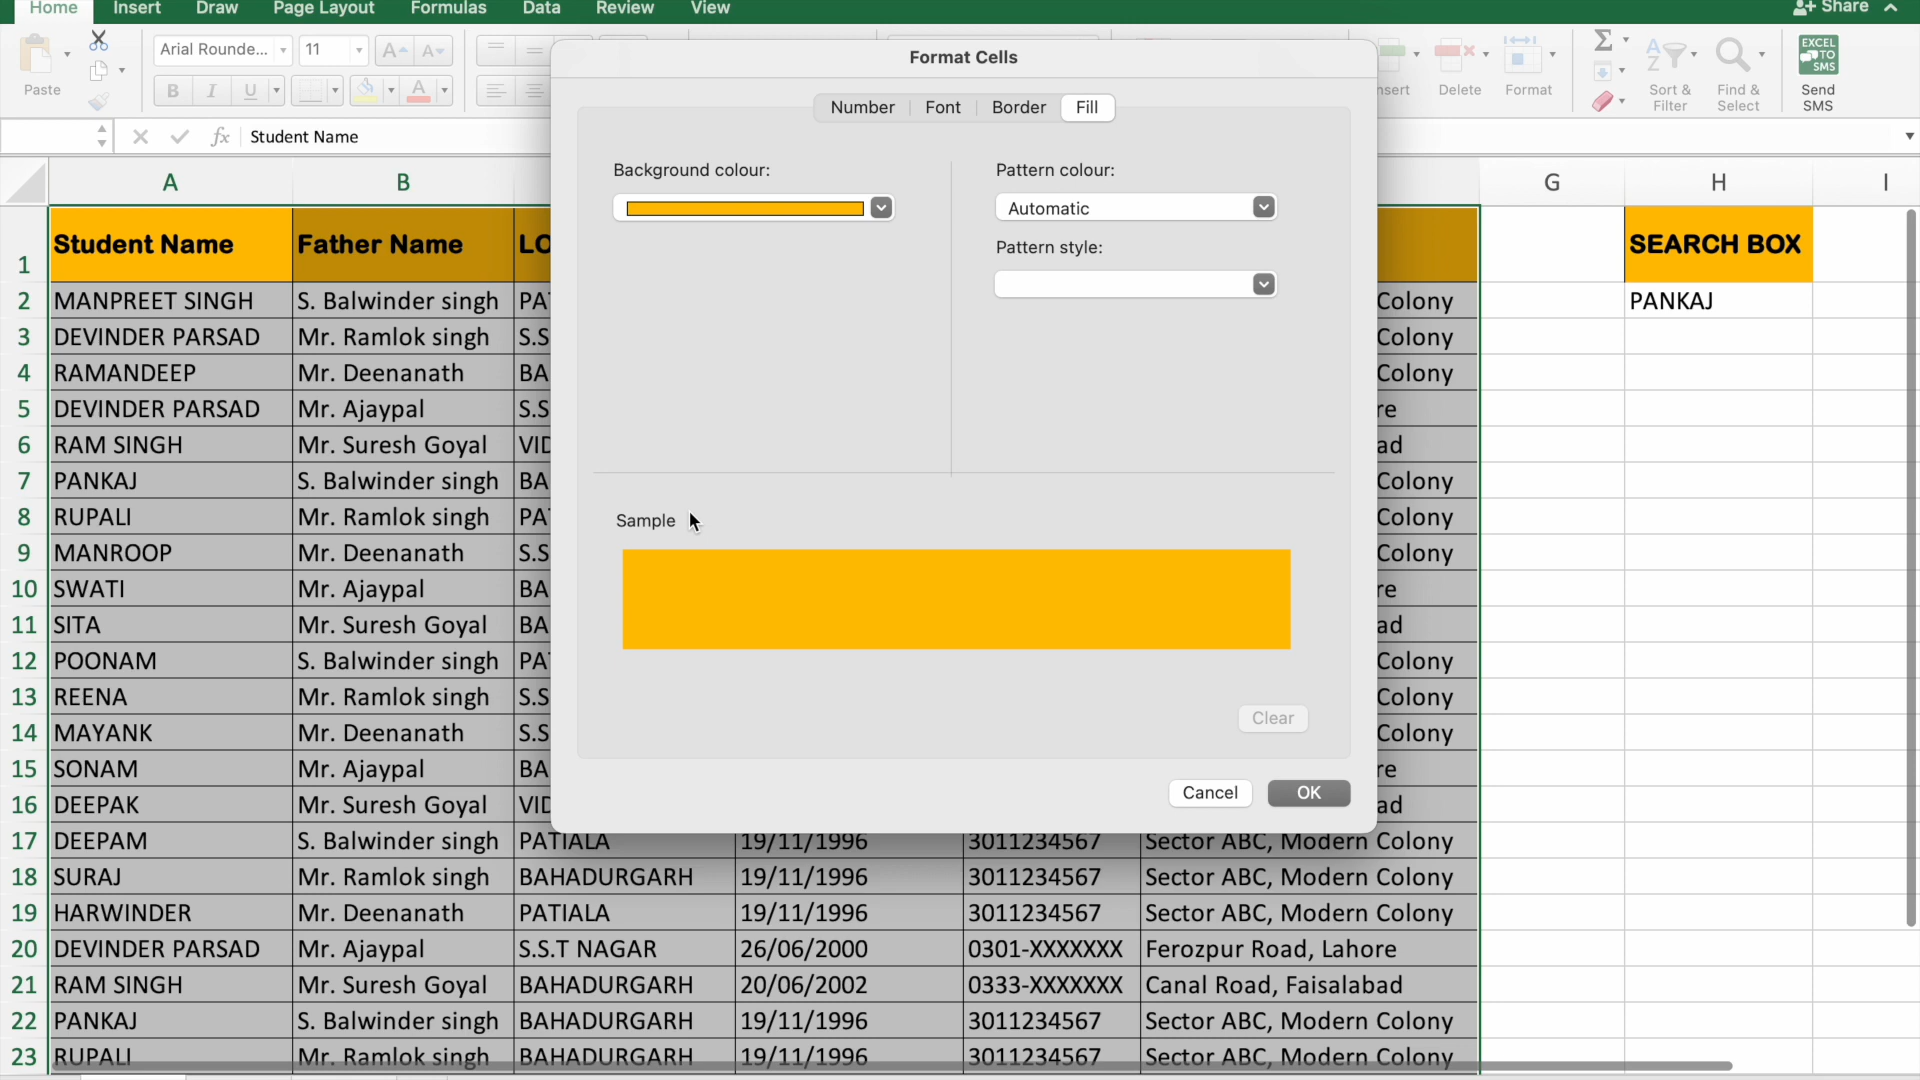 Home Insert Draw Page Layout Formulas Data Review View Share
Arial Rounde... 11 A A
Paste B I U A
Delete Format Σ Sort & Filter Find & Select EXCEL TO SMS Send SMS
fx Student Name
A B G H I
1 Student Name Father Name SEARCH BOX
2 MANPREET SINGH S. Balwinder singh Colony PANKAJ
3 DEVINDER PARSAD Mr. Ramlok singh Colony
4 RAMANDEEP Mr. Deenanath Colony
5 DEVINDER PARSAD Mr. Ajaypal
6 RAM SINGH Mr. Suresh Goyal
7 PANKAJ S. Balwinder singh Colony
8 RUPALI Mr. Ramlok singh Colony
9 MANROOP Mr. Deenanath Colony
10 SWATI Mr. Ajaypal
11 SITA Mr. Suresh Goyal
12 POONAM S. Balwinder singh Colony
13 REENA Mr. Ramlok singh Colony
14 MAYANK Mr. Deenanath Colony
15 SONAM Mr. Ajaypal
16 DEEPAK Mr. Suresh Goyal
17 DEEPAM S. Balwinder singh PATIALA 19/11/1996 3011234567 Sector ABC, Modern Colony
18 SURAJ Mr. Ramlok singh BAHADURGARH 19/11/1996 3011234567 Sector ABC, Modern Colony
19 HARWINDER Mr. Deenanath PATIALA 19/11/1996 3011234567 Sector ABC, Modern Colony
20 DEVINDER PARSAD Mr. Ajaypal S.S.T NAGAR 26/06/2000 0301-XXXXXXX Ferozpur Road, Lahore
21 RAM SINGH Mr. Suresh Goyal BAHADURGARH 20/06/2002 0333-XXXXXXX Canal Road, Faisalabad
22 PANKAJ S. Balwinder singh BAHADURGARH 19/11/1996 3011234567 Sector ABC, Modern Colony
23 RUPALI Mr. Ramlok singh BAHADURGARH 19/11/1996 3011234567 Sector ABC, Modern Colony
Format Cells
Number Font Border Fill
Background colour: Pattern colour:
Automatic
Pattern style:
Sample
Clear
Cancel OK